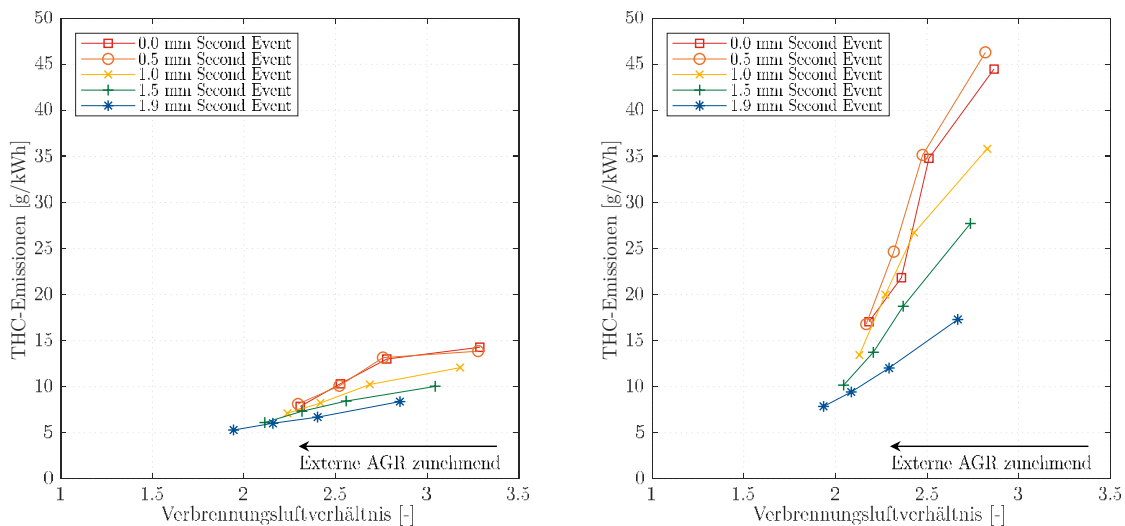 50
45
40
35
30
25
20
15
10
5
0
THC-Emissionen [g/kWh]
0.0 mm Second Event
0.5 mm Second Event
1.0 mm Second Event
1.5 mm Second Event
1.9 mm Second Event
Externe AGR zunehmend
1 1.5 2 2.5 3 3.5
Verbrennungsluftverhältnis [-]
50
45
40
35
30
25
20
15
10
5
0
THC-Emissionen [g/kWh]
0.0 mm Second Event
0.5 mm Second Event
1.0 mm Second Event
1.5 mm Second Event
1.9 mm Second Event
Externe AGR zunehmend
1 1.5 2 2.5 3 3.5
Verbrennungsluftverhältnis [-]